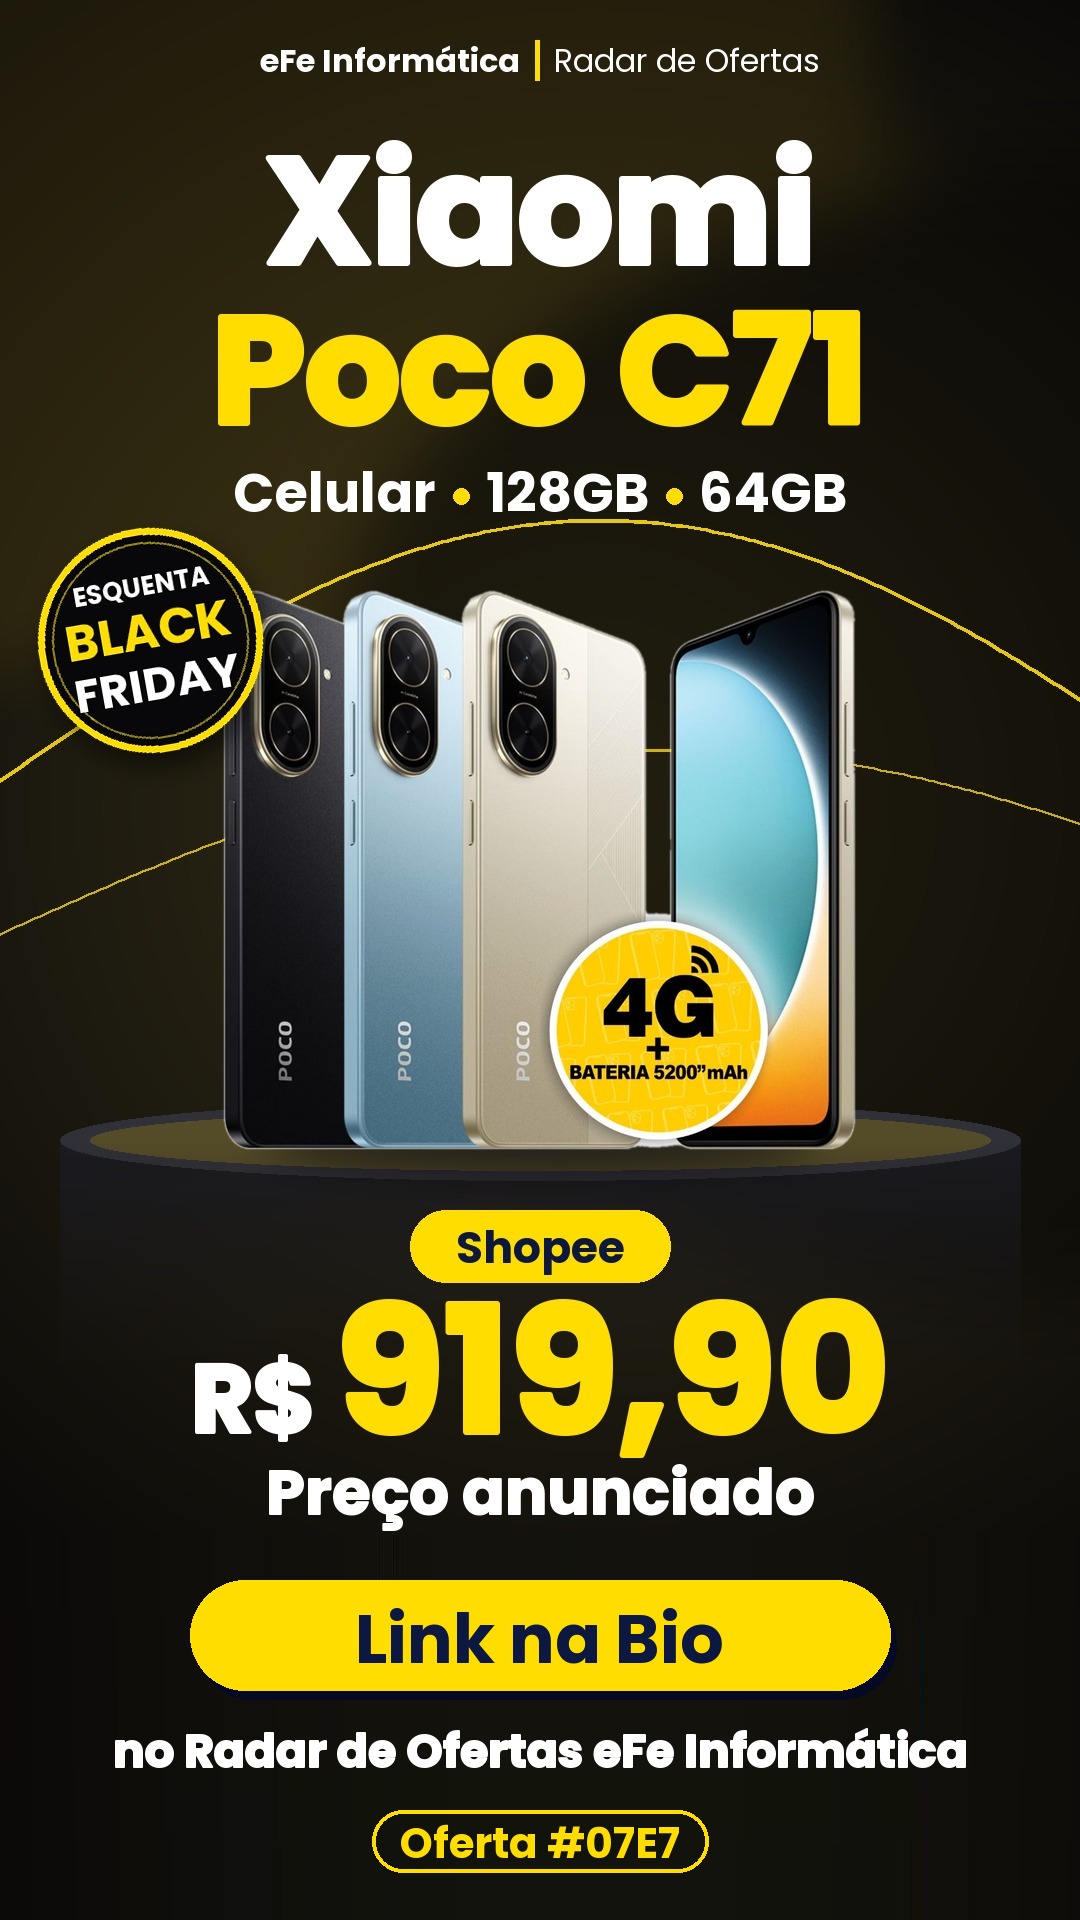 eFe Informática | Radar de Ofertas
Xiaomi
Poco C71
Celular • 128GB • 64GB
ESQUENTA
BLACK
FRIDAY
POCO
POCO
POCO
4G
+
BATERIA 5200”mAh
Shopee
R$ 919,90
Preço anunciado
Link na Bio
no Radar de Ofertas eFe Informática
Oferta #07E7